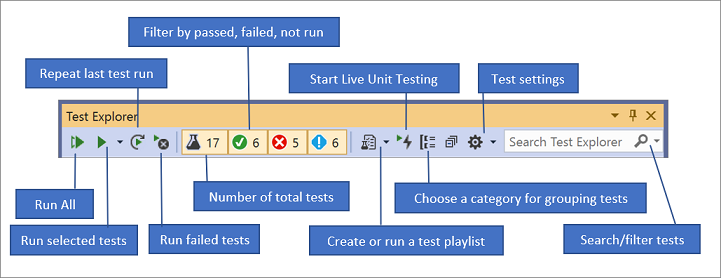 Filter by passed, failed, not run
Repeat last test run
Start Live Unit Testing
Test settings
Test Explorer
17
6
5
6
Search Test Explorer
Run All
Number of total tests
Choose a category for grouping tests
Run selected tests
Run failed tests
Create or run a test playlist
Search/filter tests